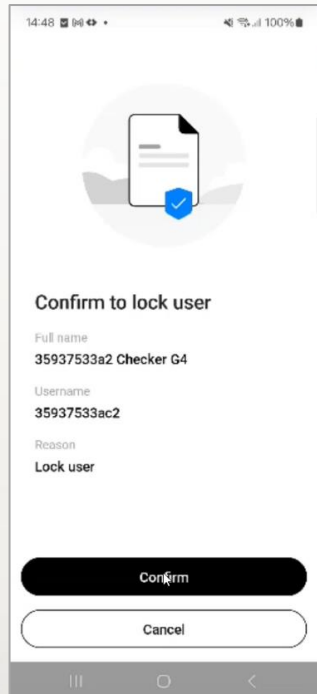 14:48
100%
Confirm to lock user
Full name
35937533a2 Checker G4
Username
35937533ac2
Reason
Lock user
Confirm
Cancel